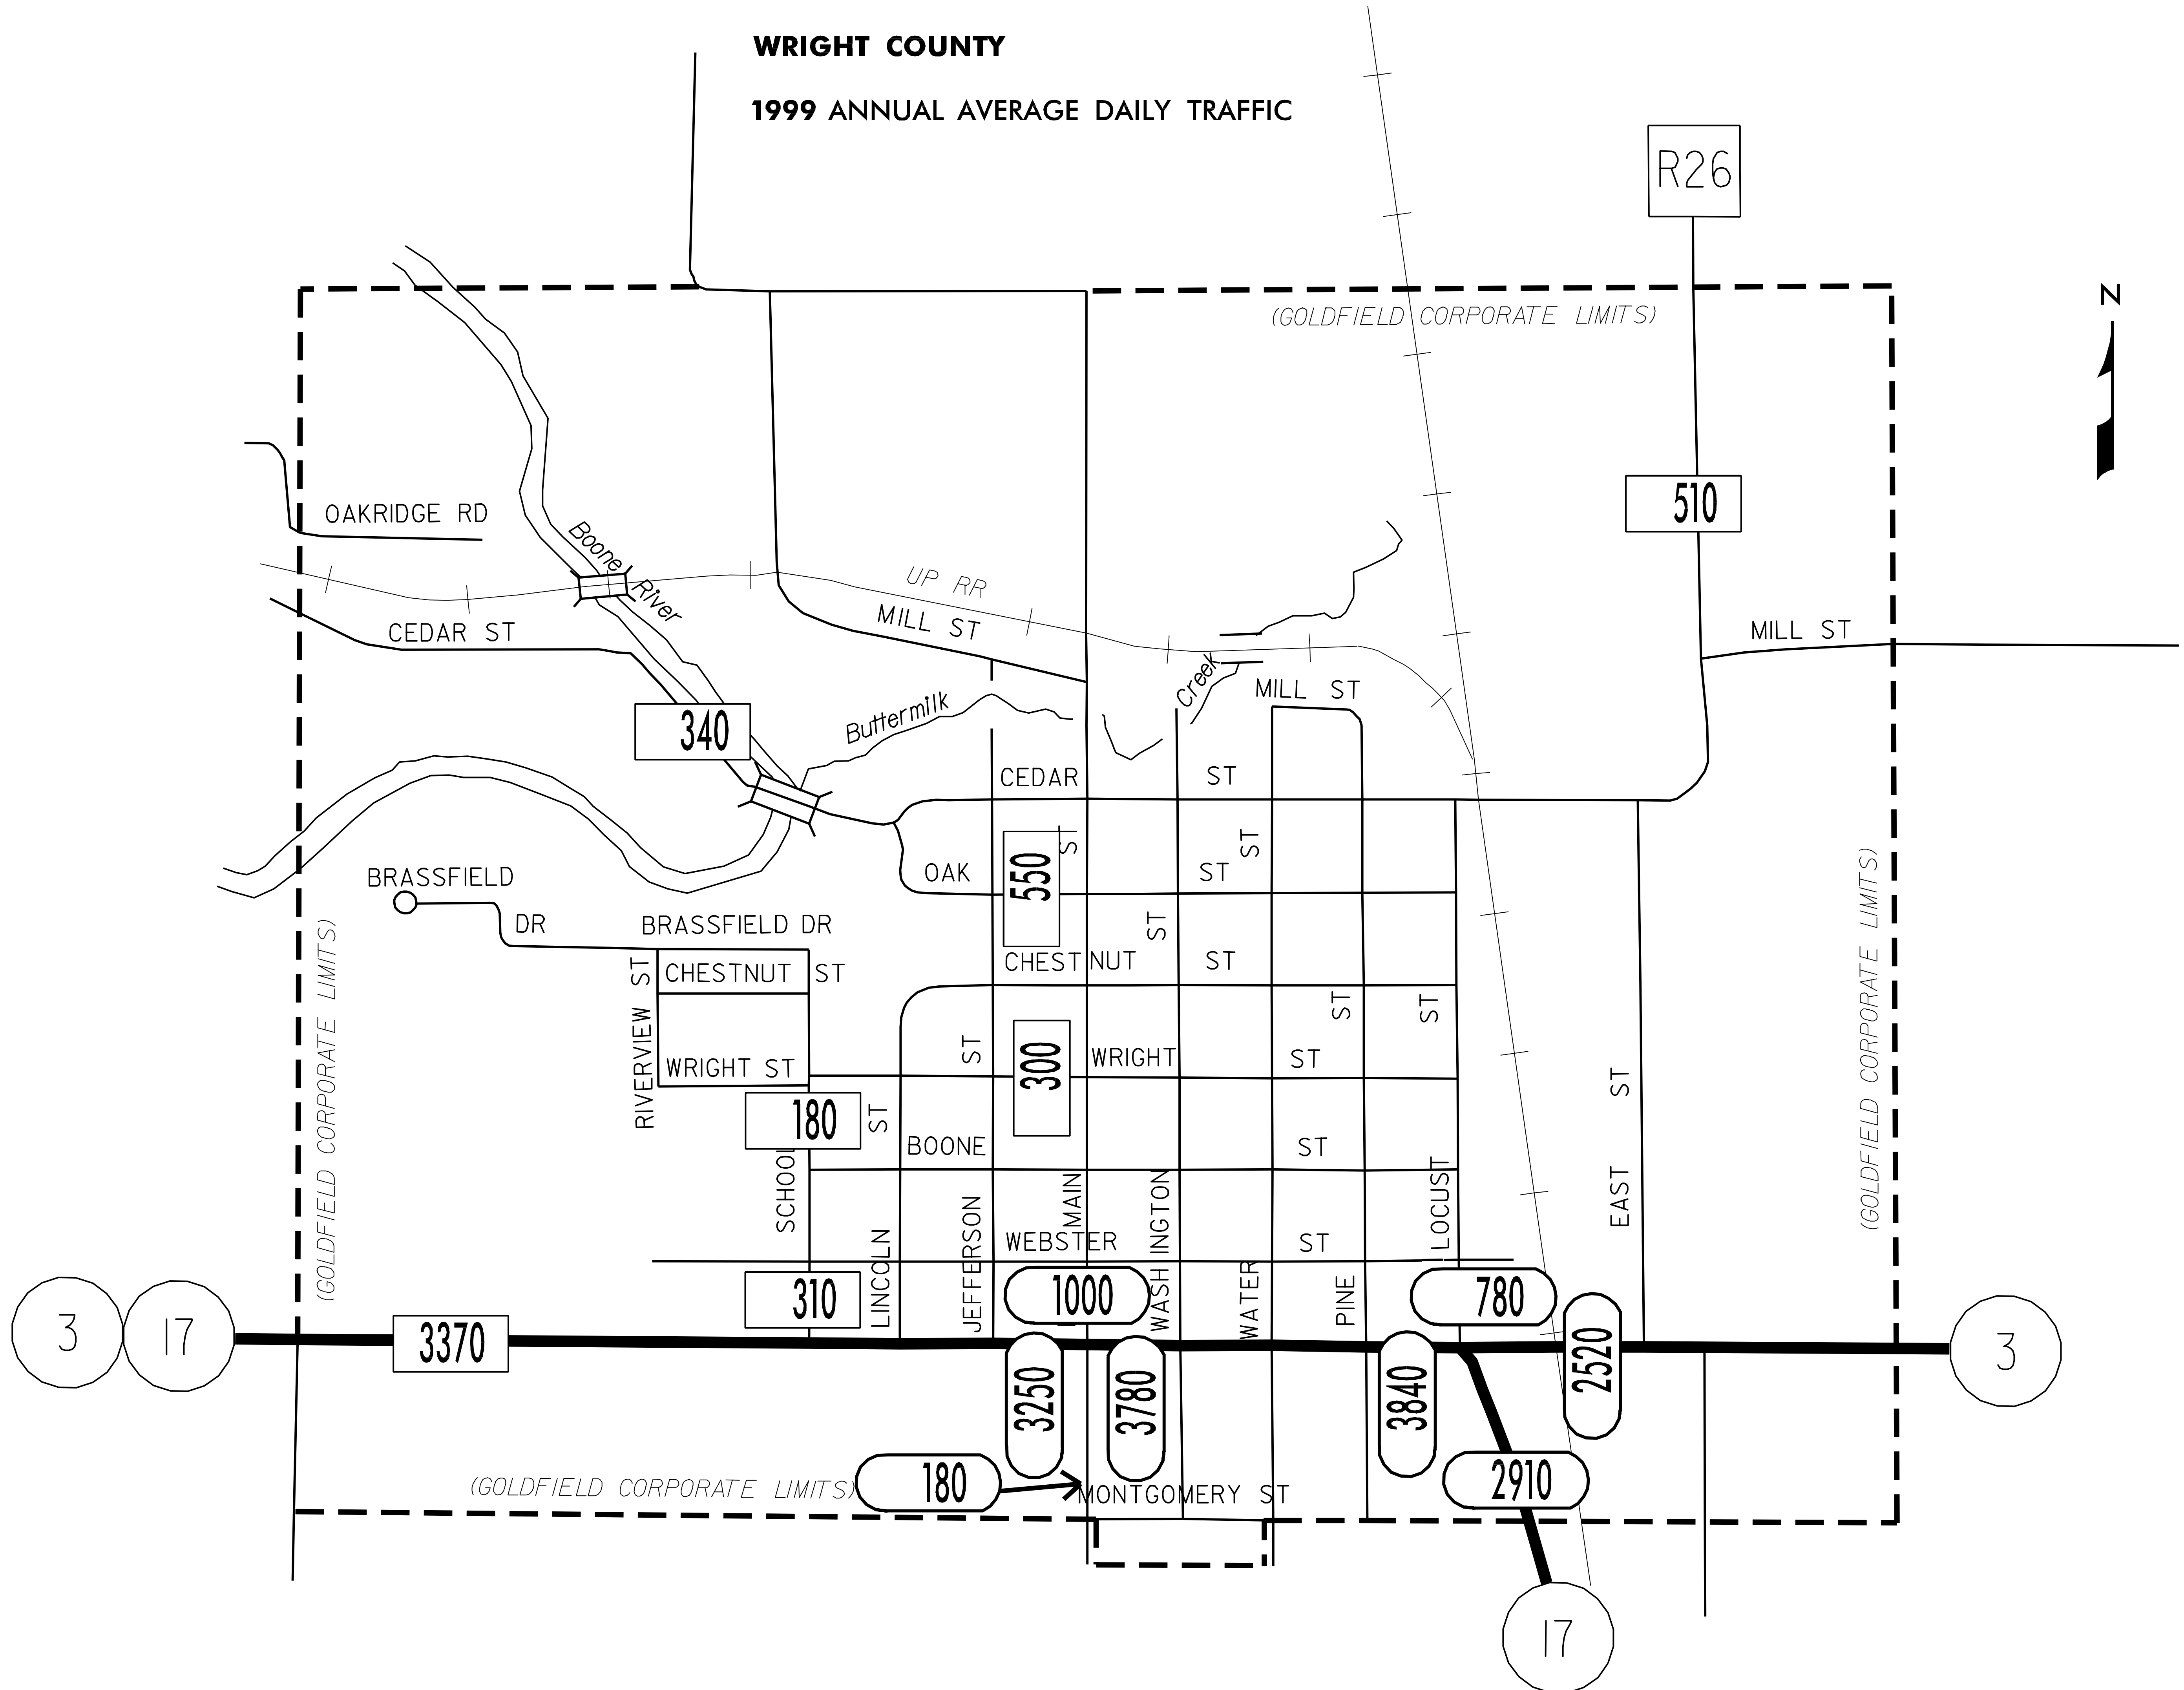 WRIGHT COUNTY
1999 ANNUAL AVERAGE DAILY TRAFFIC
R26
N
(GOLDFIELD CORPORATE LIMITS)
OAKRIDGE RD
510
Boone River
UP RR
MILL ST
CEDAR ST
MILL ST
Creek
MILL ST
340
Buttermilk
CEDAR ST
ST
ST
550
OAK ST
BRASSFIELD
DR
BRASSFIELD DR
ST
CHESTNUT ST
CHESTNUT ST
RIVERVIEW ST
ST
ST
(GOLDFIELD CORPORATE LIMITS)
(GOLDFIELD CORPORATE LIMITS)
WRIGHT ST
ST
300
WRIGHT ST
180
ST
BOONE ST
EAST ST
SCHOOL
LINCOLN
JEFFERSON
MAIN
WASHINGTON
WATER
PINE
LOCUST
WEBSTER ST
310
1000
780
3
17
3370
3250
3780
3840
2520
3
(GOLDFIELD CORPORATE LIMITS)
180
MONTGOMERY ST
2910
17